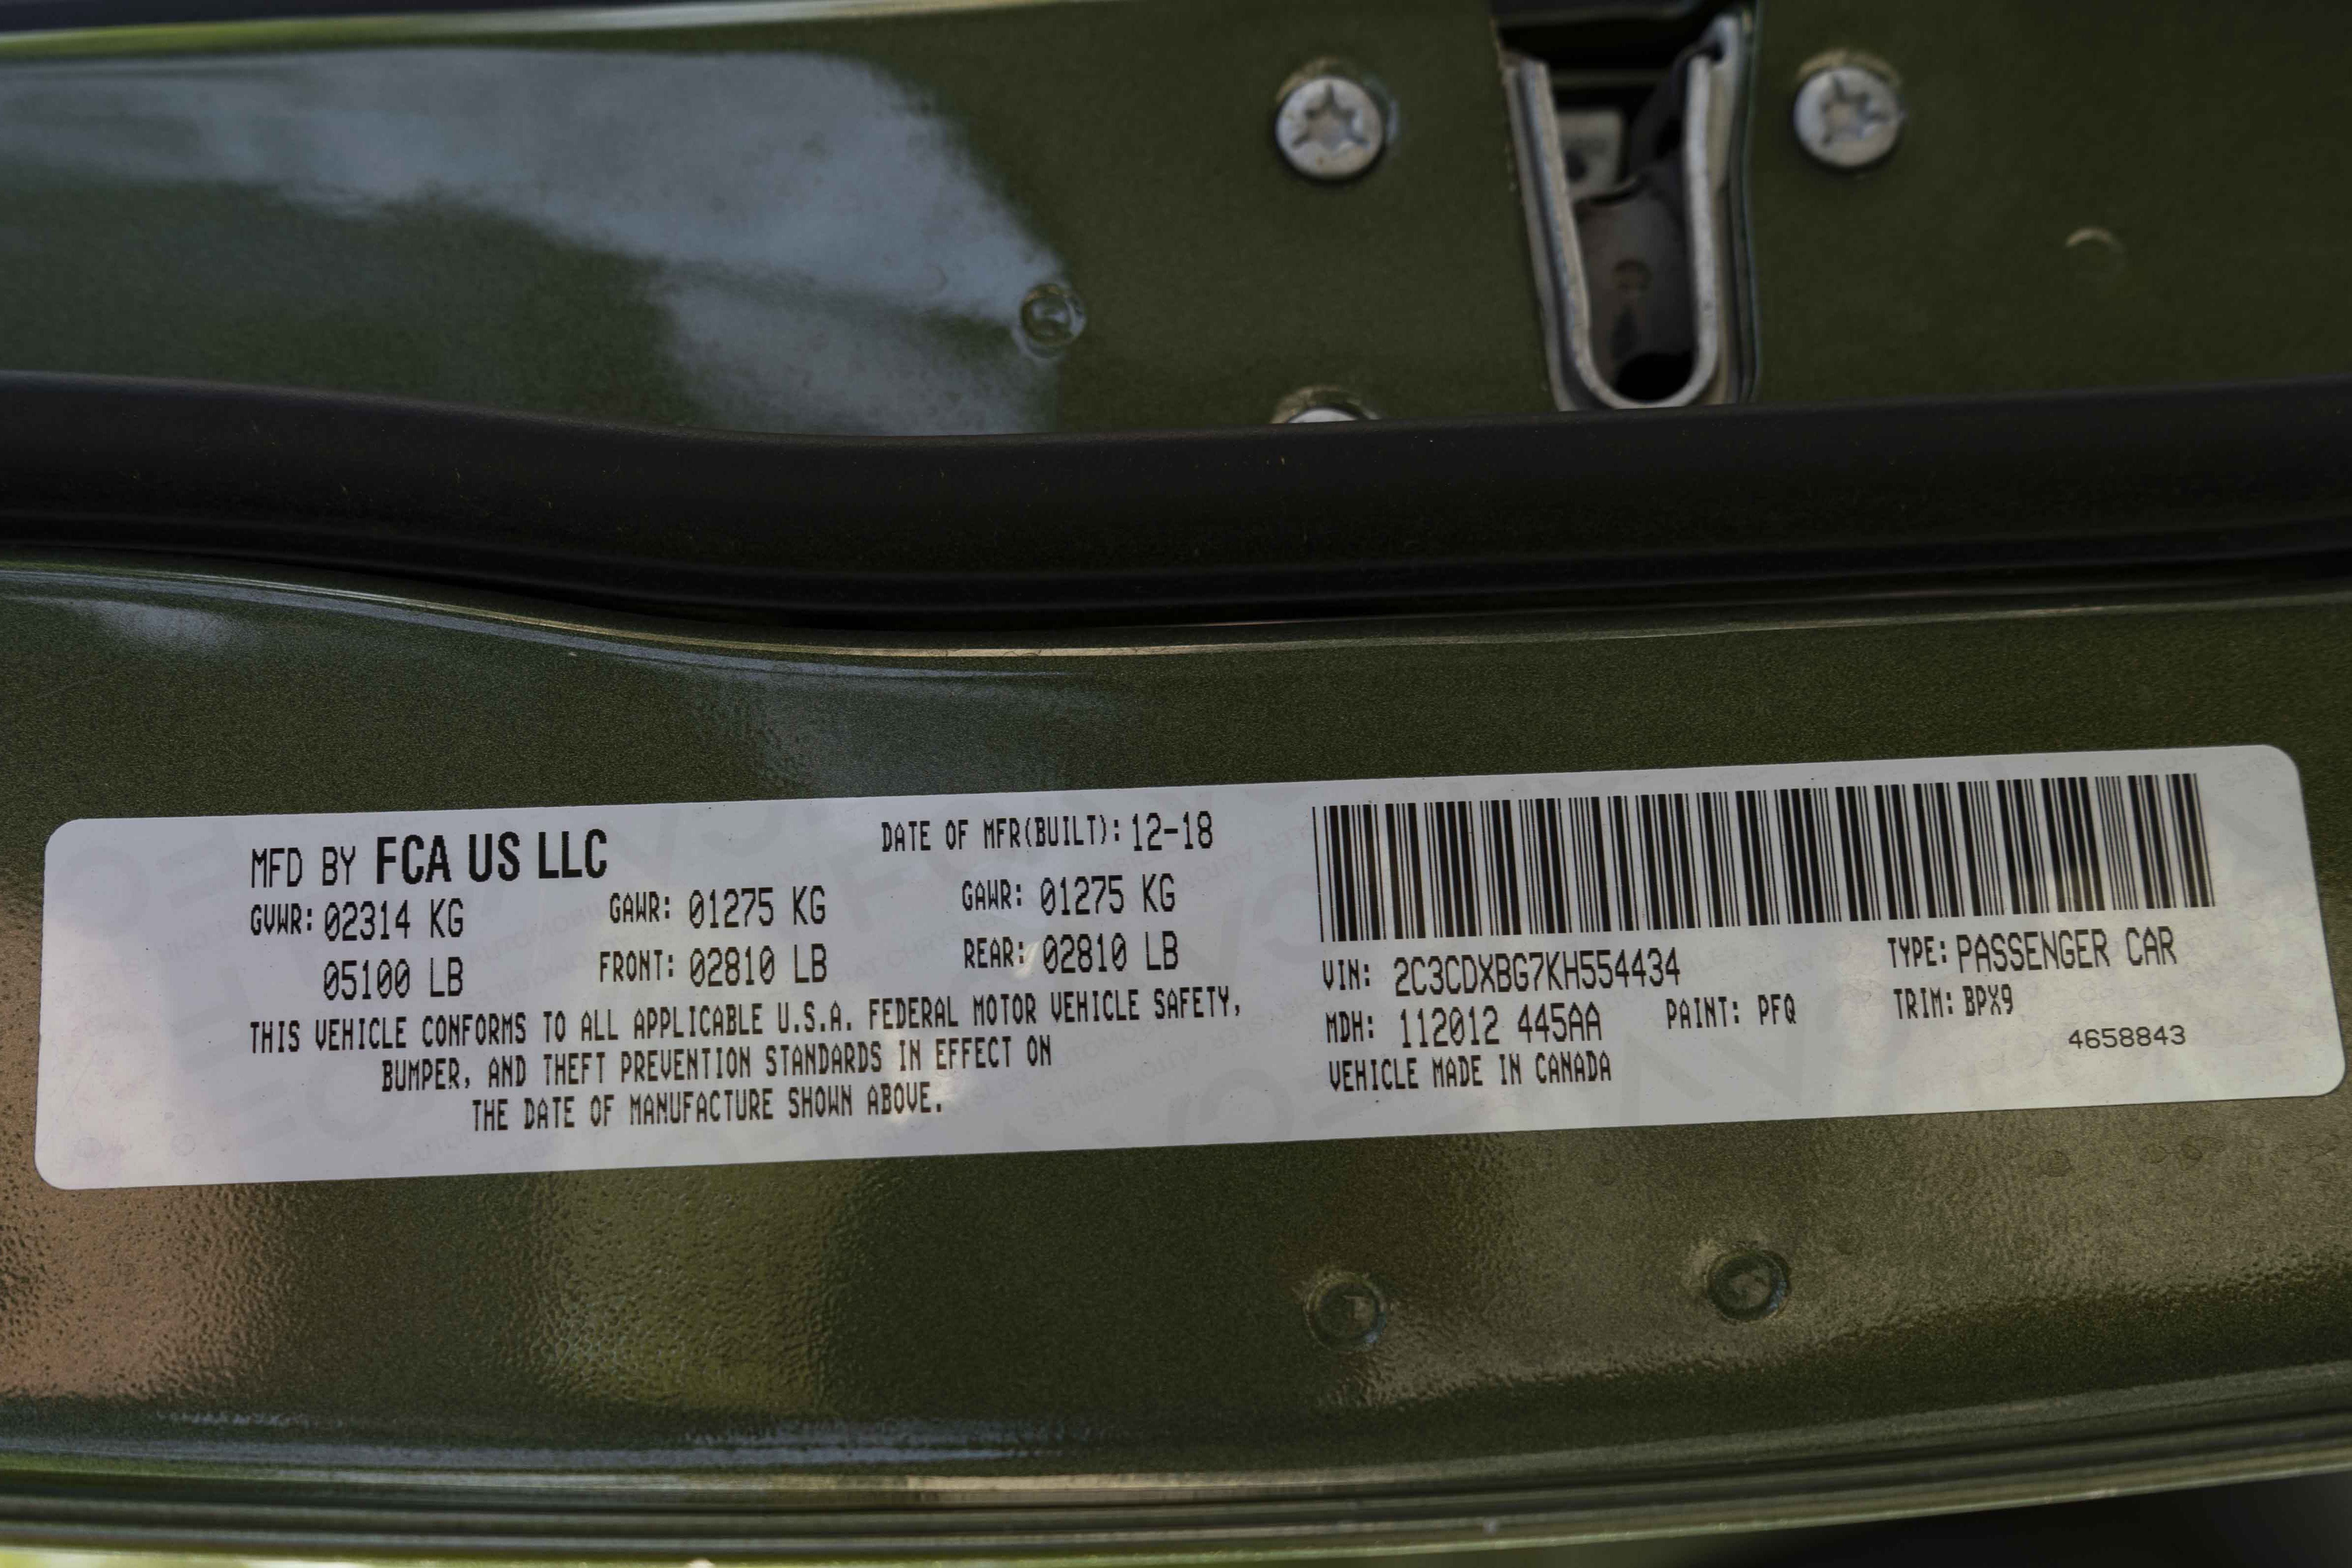 MFD BY FCA US LLC
DATE OF MFR(BUILT): 12-18
GVWR: 02314 KG
GAWR: 01275 KG
GAWR: 01275 KG
05100 LB
FRONT: 02810 LB
REAR: 02810 LB
THIS VEHICLE CONFORMS TO ALL APPLICABLE U.S.A. FEDERAL MOTOR VEHICLE SAFETY,
BUMPER, AND THEFT PREVENTION STANDARDS IN EFFECT ON
THE DATE OF MANUFACTURE SHOWN ABOVE.
VIN: 2C3CDXBG7KH554434
TYPE: PASSENGER CAR
MDH: 112012 445AA
PAINT: PFQ
TRIM: BPX9
VEHICLE MADE IN CANADA
4658843